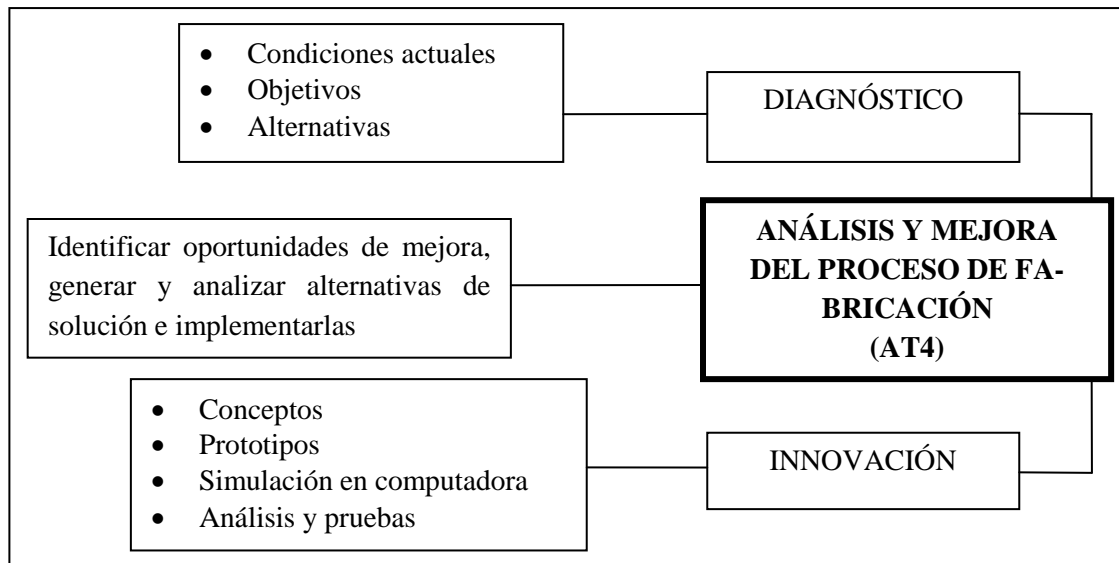 • Condiciones actuales
• Objetivos
• Alternativas
DIAGNÓSTICO
Identificar oportunidades de mejora,
generar y analizar alternativas de
solución e implementarlas
ANÁLISIS Y MEJORA
DEL PROCESO DE FA-
BRICACIÓN
(AT4)
• Conceptos
• Prototipos
• Simulación en computadora
• Análisis y pruebas
INNOVACIÓN